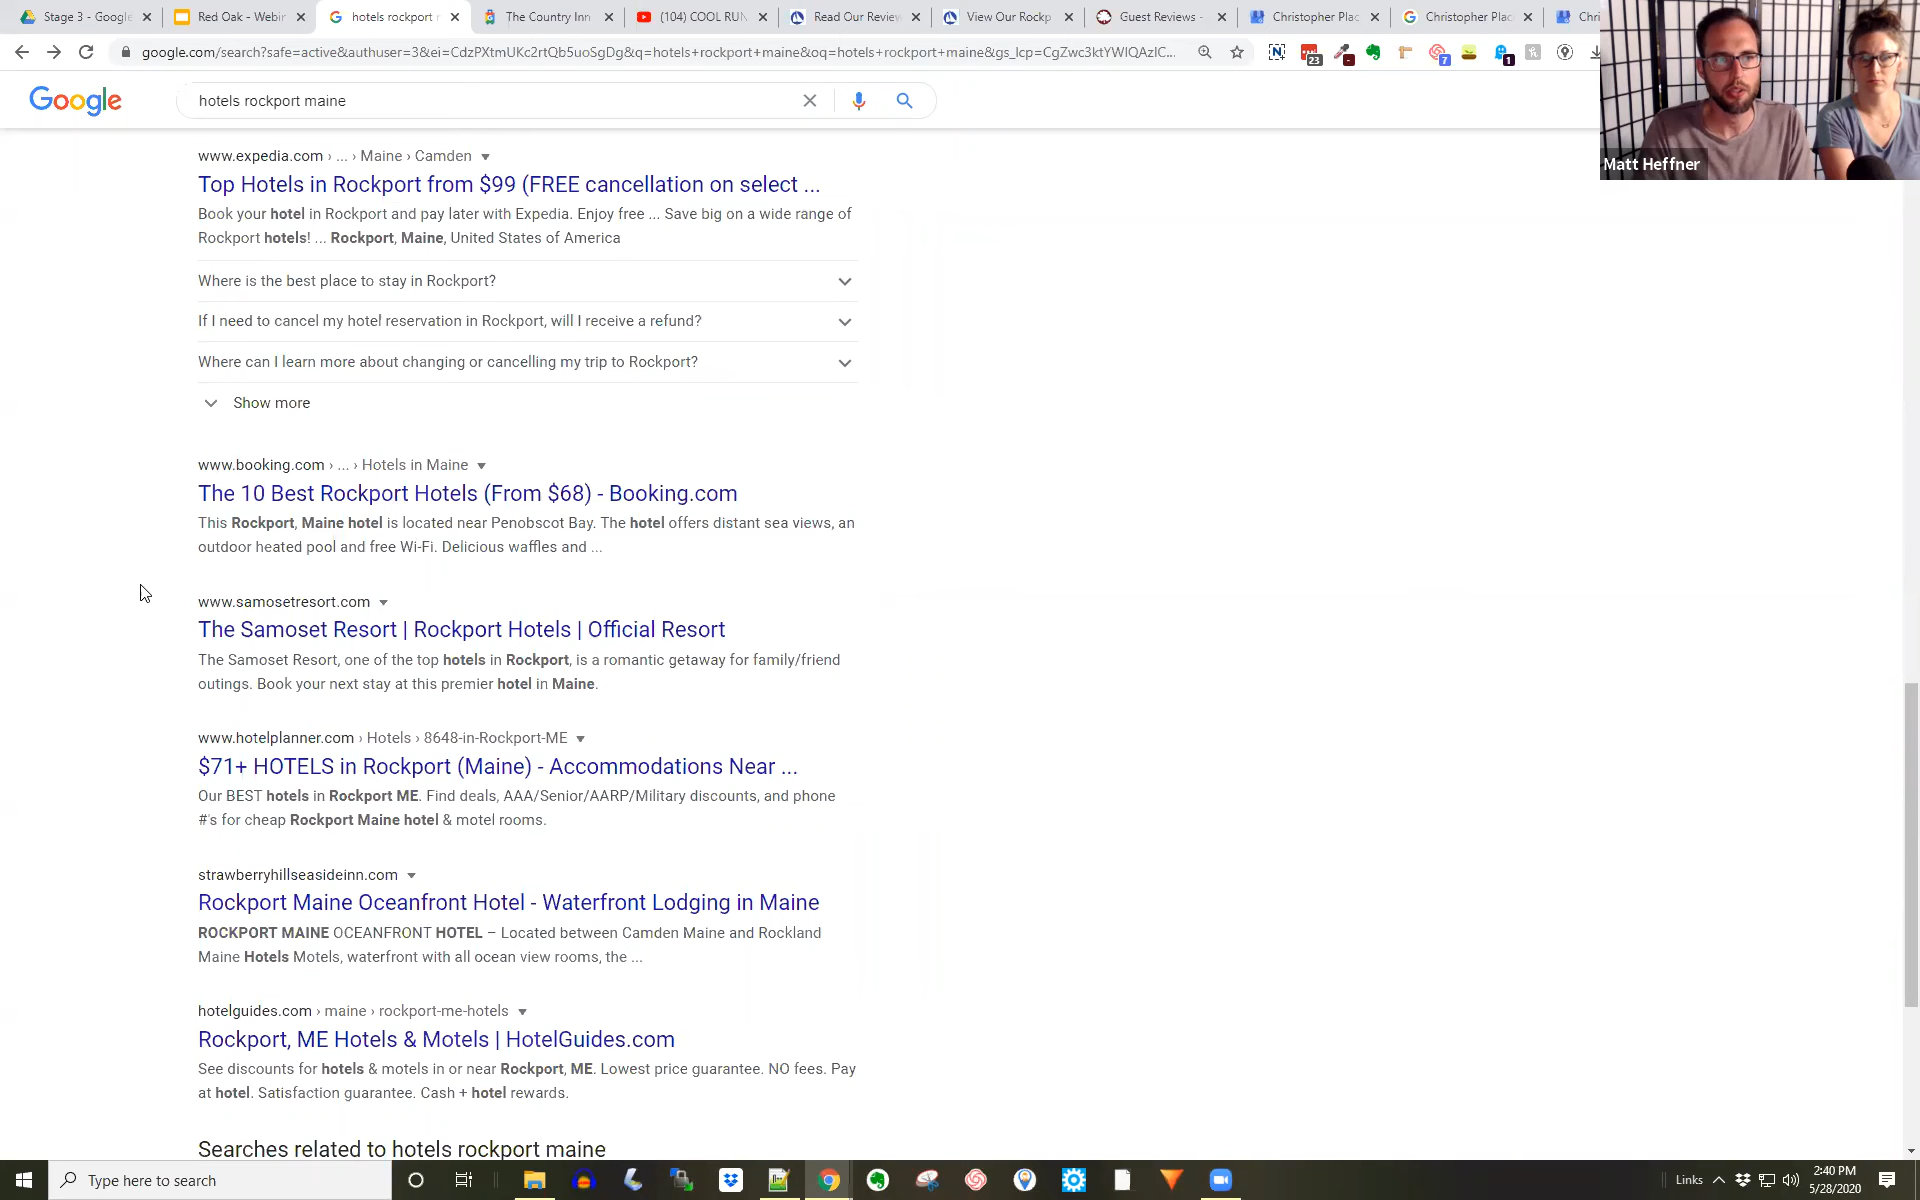 Stage 3 - Google
Red Oak - Webin
hotels rockport
The Country Inn
(104) COOL RUN
Read Our Review
View Our Rockp
Guest Reviews -
Christopher Plac
Christopher Plac
Chri
google.com/search?safe=active&authuser=3&ei=CdzPXtmUKc2rtQb5uoSgDg&q=hotels+rockport+maine&oq=hotels+rockport+maine&gs_lcp=CgZwc3ktYWIQAzIC...
23
7
1
Google
hotels rockport maine
Matt Heffner
www.expedia.com › ... › Maine › Camden
Top Hotels in Rockport from $99 (FREE cancellation on select ...
Book your hotel in Rockport and pay later with Expedia. Enjoy free ... Save big on a wide range of
Rockport hotels! ... Rockport, Maine, United States of America
Where is the best place to stay in Rockport?
If I need to cancel my hotel reservation in Rockport, will I receive a refund?
Where can I learn more about changing or cancelling my trip to Rockport?
Show more
www.booking.com › ... › Hotels in Maine
The 10 Best Rockport Hotels (From $68) - Booking.com
This Rockport, Maine hotel is located near Penobscot Bay. The hotel offers distant sea views, an
outdoor heated pool and free Wi-Fi. Delicious waffles and ...
www.samosetresort.com
The Samoset Resort | Rockport Hotels | Official Resort
The Samoset Resort, one of the top hotels in Rockport, is a romantic getaway for family/friend
outings. Book your next stay at this premier hotel in Maine.
www.hotelplanner.com › Hotels › 8648-in-Rockport-ME
$71+ HOTELS in Rockport (Maine) - Accommodations Near ...
Our BEST hotels in Rockport ME. Find deals, AAA/Senior/AARP/Military discounts, and phone
#'s for cheap Rockport Maine hotel & motel rooms.
strawberryhillseasideinn.com
Rockport Maine Oceanfront Hotel - Waterfront Lodging in Maine
ROCKPORT MAINE OCEANFRONT HOTEL – Located between Camden Maine and Rockland
Maine Hotels Motels, waterfront with all ocean view rooms, the ...
hotelguides.com › maine › rockport-me-hotels
Rockport, ME Hotels & Motels | HotelGuides.com
See discounts for hotels & motels in or near Rockport, ME. Lowest price guarantee. NO fees. Pay
at hotel. Satisfaction guarantee. Cash + hotel rewards.
Searches related to hotels rockport maine
Type here to search
Links
2:40 PM
5/28/2020